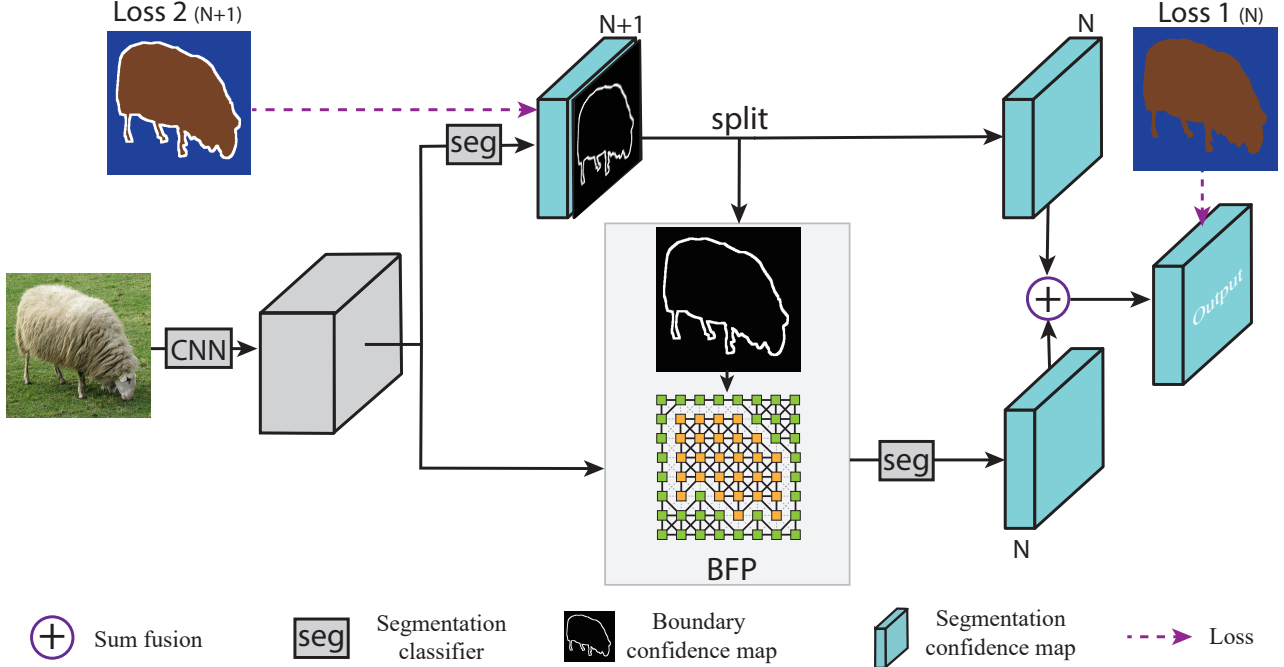 Loss 2 (N+1)
N+1
N
Loss 1 (N)
seg
split
CNN
Output
seg
BFP
N
Sum fusion
seg
Segmentation
classifier
Boundary
confidence map
Segmentation
confidence map
Loss